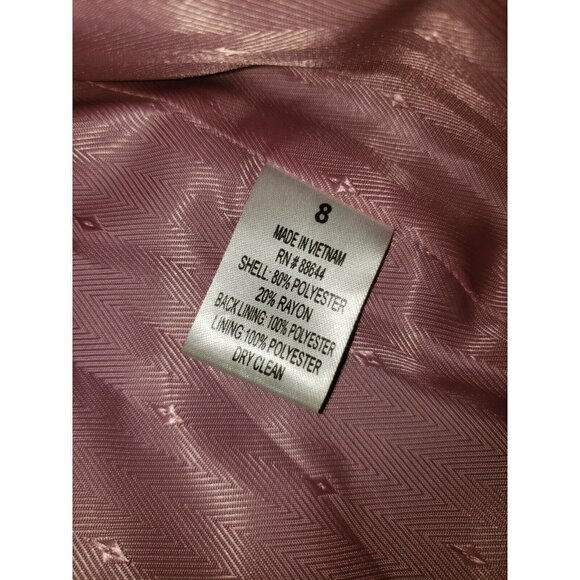 8
MADE IN VIETNAM
RN # 88644
SHELL: 80% POLYESTER
20% RAYON
BACK LINING: 100% POLYESTER
LINING 100% POLYESTER
DRY CLEAN